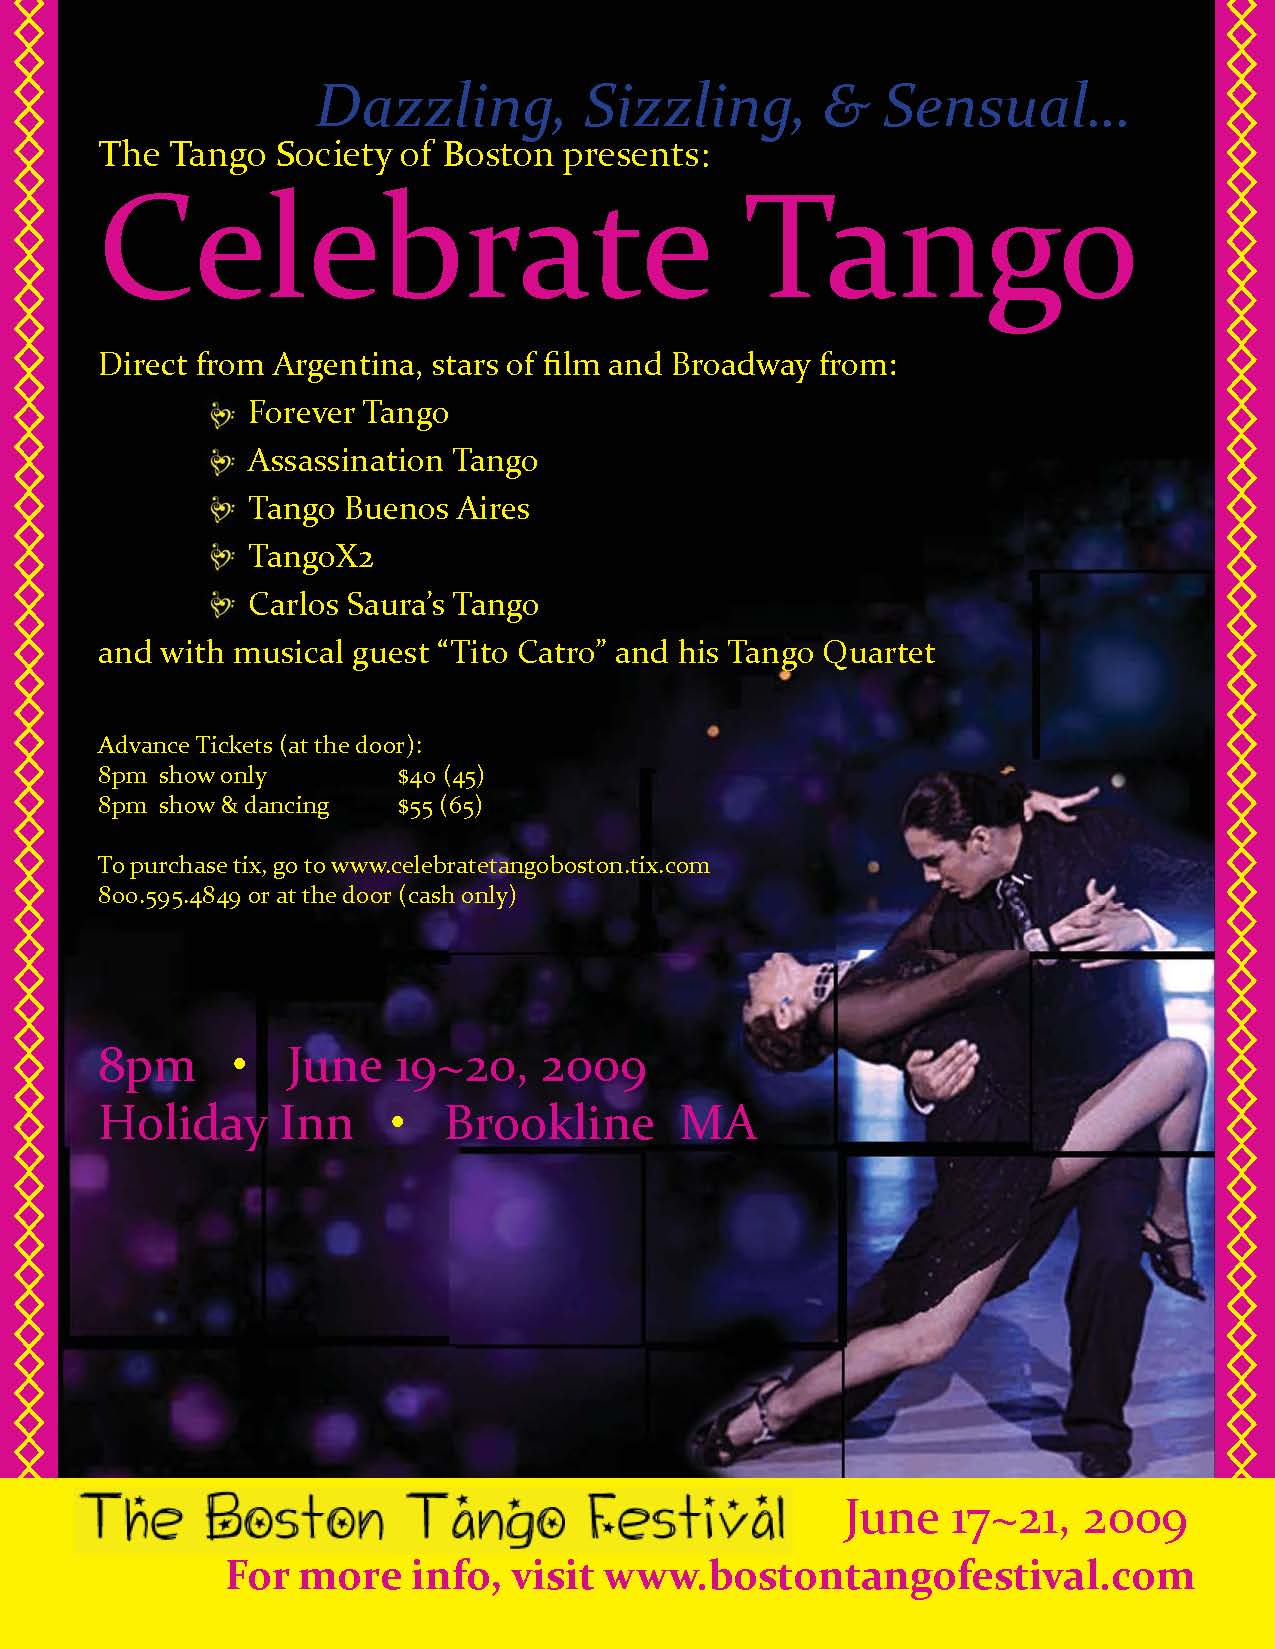 Dazzling, Sizzling, & Sensual...
The Tango Society of Boston presents:
Celebrate Tango
Direct from Argentina, stars of film and Broadway from:
Forever Tango
Assassination Tango
Tango Buenos Aires
TangoX2
Carlos Saura's Tango
and with musical guest “Tito Catro” and his Tango Quartet
Advance Tickets (at the door):
8pm show only $40 (45)
8pm show & dancing $55 (65)
To purchase tix, go to www.celebratetangoboston.tix.com
800.595.4849 or at the door (cash only)
8pm • June 19~20, 2009
Holiday Inn • Brookline MA
The Boston Tango Festival June 17~21, 2009
For more info, visit www.bostontangofestival.com